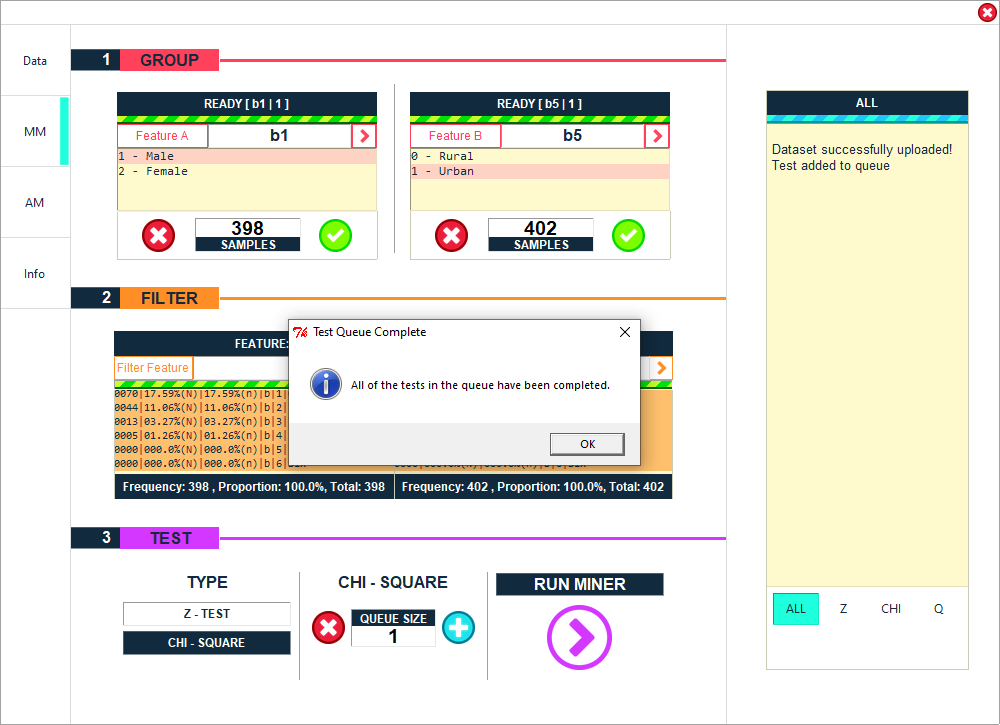 Data
MM
AM
Info
1 GROUP
READY [ b1 | 1 ]
Feature A b1
1 - Male
2 - Female
398
SAMPLES
READY [ b5 | 1 ]
Feature B b5
0 - Rural
1 - Urban
402
SAMPLES
2 FILTER
FEATURE:
Filter Feature
0070|17.59%(N)|17.59%(n)|b|1|
0044|11.06%(N)|11.06%(n)|b|2|
0013|03.27%(N)|03.27%(n)|b|3|
0005|01.26%(N)|01.26%(n)|b|4|
0000|000.0%(N)|000.0%(n)|b|5|
0000|000.0%(N)|000.0%(n)|b|6|
Frequency: 398 , Proportion: 100.0%, Total: 398
Frequency: 402 , Proportion: 100.0%, Total: 402
Test Queue Complete
All of the tests in the queue have been completed.
OK
3 TEST
TYPE
Z - TEST
CHI - SQUARE
CHI - SQUARE
QUEUE SIZE
1
RUN MINER
ALL
Dataset successfully uploaded!
Test added to queue
ALL Z CHI Q